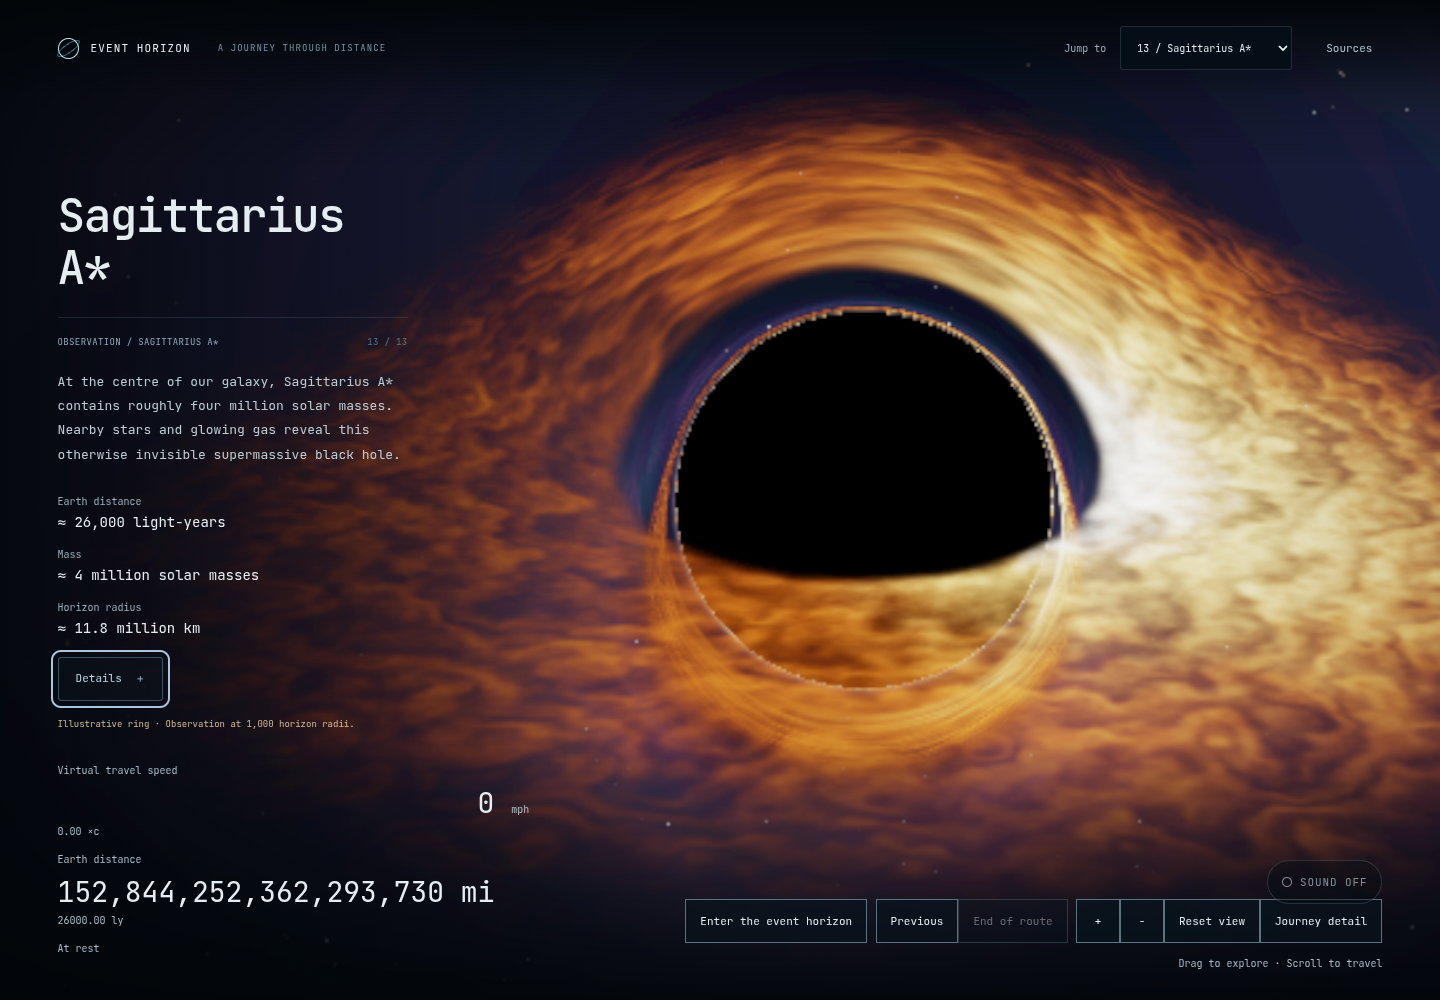 EVENT HORIZON
A JOURNEY THROUGH DISTANCE
Jump to
13 / Sagittarius A*
Sources
Sagittarius
A*
OBSERVATION / SAGITTARIUS A*
13 / 13
At the centre of our galaxy, Sagittarius A*
contains roughly four million solar masses.
Nearby stars and glowing gas reveal this
otherwise invisible supermassive black hole.
Earth distance
≈ 26,000 light-years
Mass
≈ 4 million solar masses
Horizon radius
≈ 11.8 million km
Details +
Illustrative ring · Observation at 1,000 horizon radii.
Virtual travel speed
0 mph
0.00 ×c
Earth distance
152,844,252,362,293,730 mi
26000.00 ly
At rest
SOUND OFF
Enter the event horizon
Previous
End of route
+
-
Reset view
Journey detail
Drag to explore · Scroll to travel